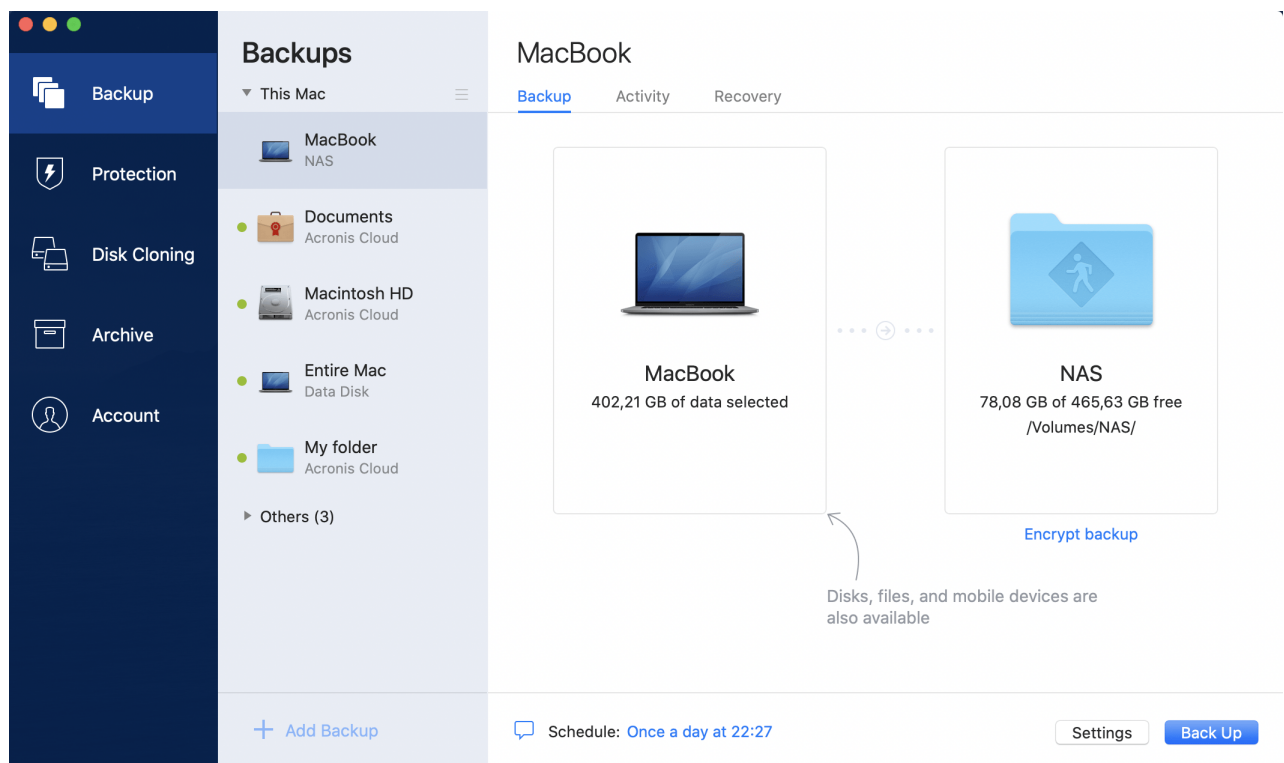 Backup
Protection
Disk Cloning
Archive
Account
Backups
This Mac
MacBook
NAS
Documents
Acronis Cloud
Macintosh HD
Acronis Cloud
Entire Mac
Data Disk
My folder
Acronis Cloud
Others (3)
Add Backup
MacBook
Backup Activity Recovery
MacBook
402,21 GB of data selected
NAS
78,08 GB of 465,63 GB free
/Volumes/NAS/
Encrypt backup
Disks, files, and mobile devices are
also available
Schedule: Once a day at 22:27
Settings
Back Up